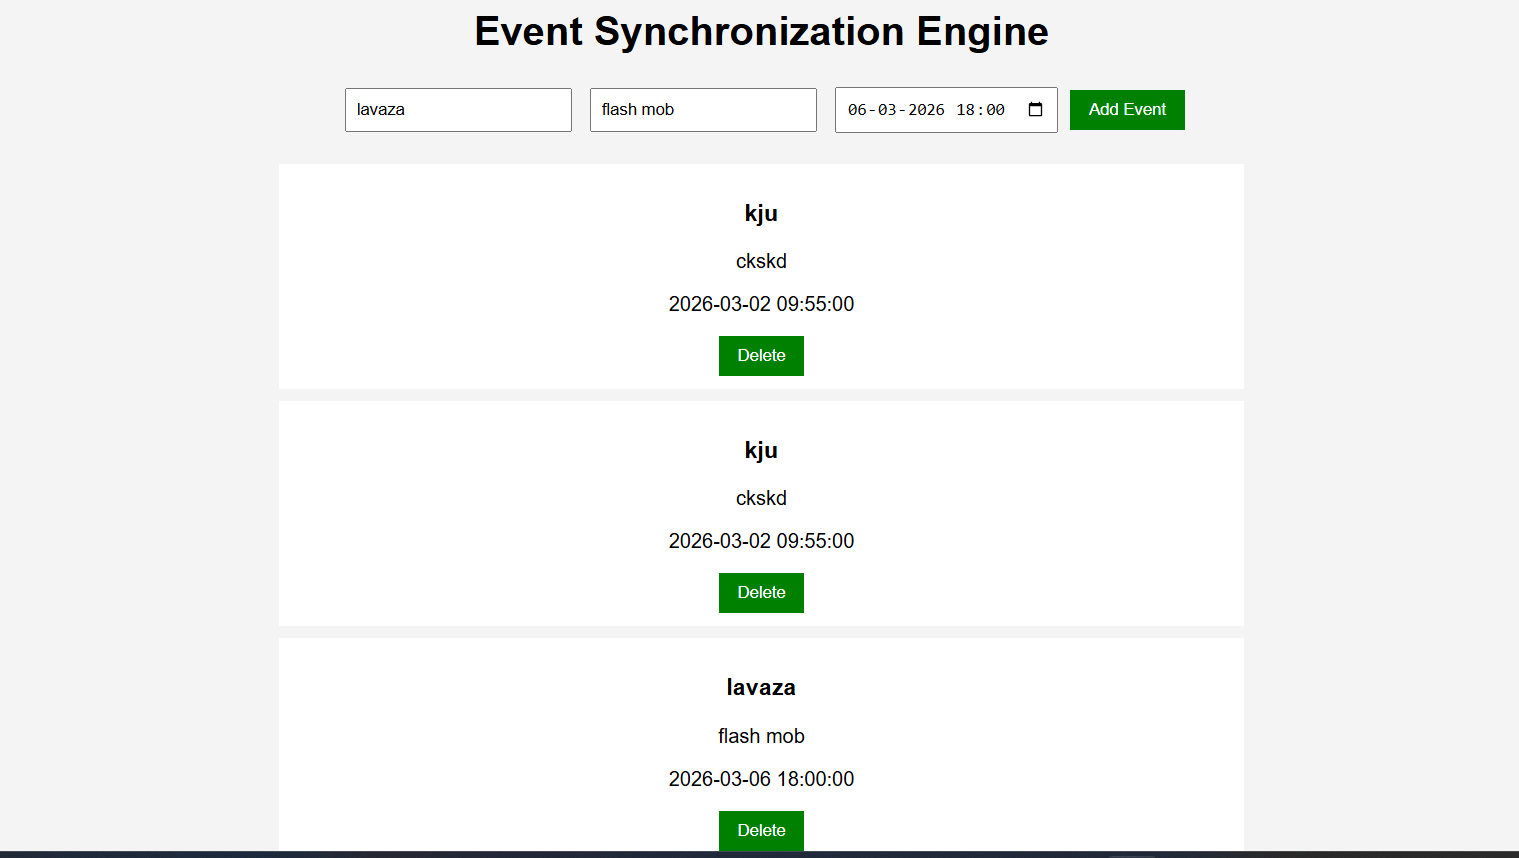 Event Synchronization Engine
lavaza flash mob 06-03-2026 18:00 Add Event
kju
ckskd
2026-03-02 09:55:00
Delete
kju
ckskd
2026-03-02 09:55:00
Delete
lavaza
flash mob
2026-03-06 18:00:00
Delete